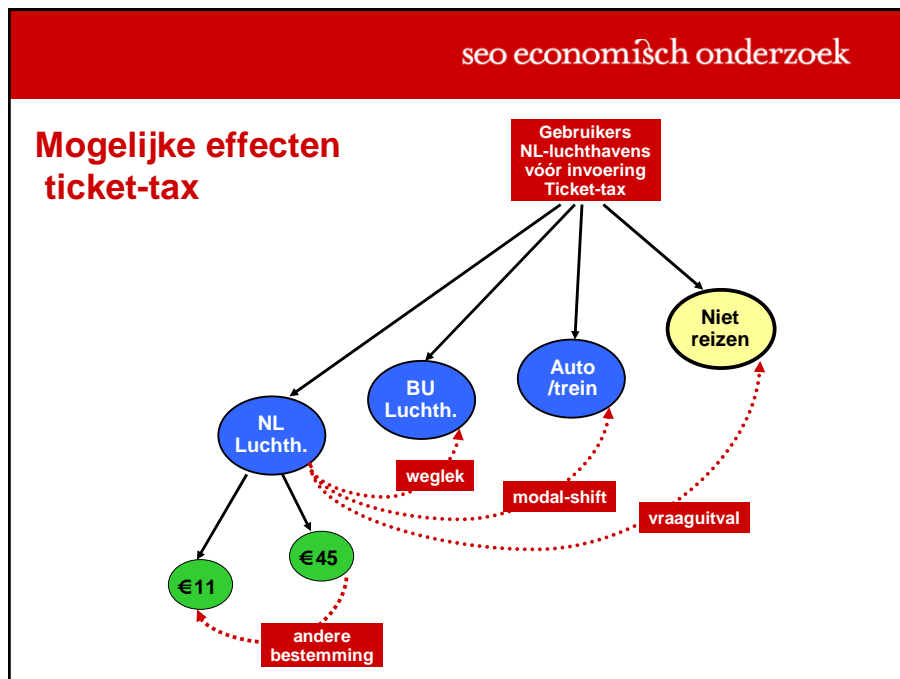 seo economisch onderzoek
Mogelijke effecten
ticket-tax
Gebruikers
NL-luchthavens
vóór invoering
Ticket-tax
Niet
reizen
Auto
/trein
BU
Luchth.
NL
Luchth.
weglek
modal-shift
vraaguitval
€45
€11
andere
bestemming